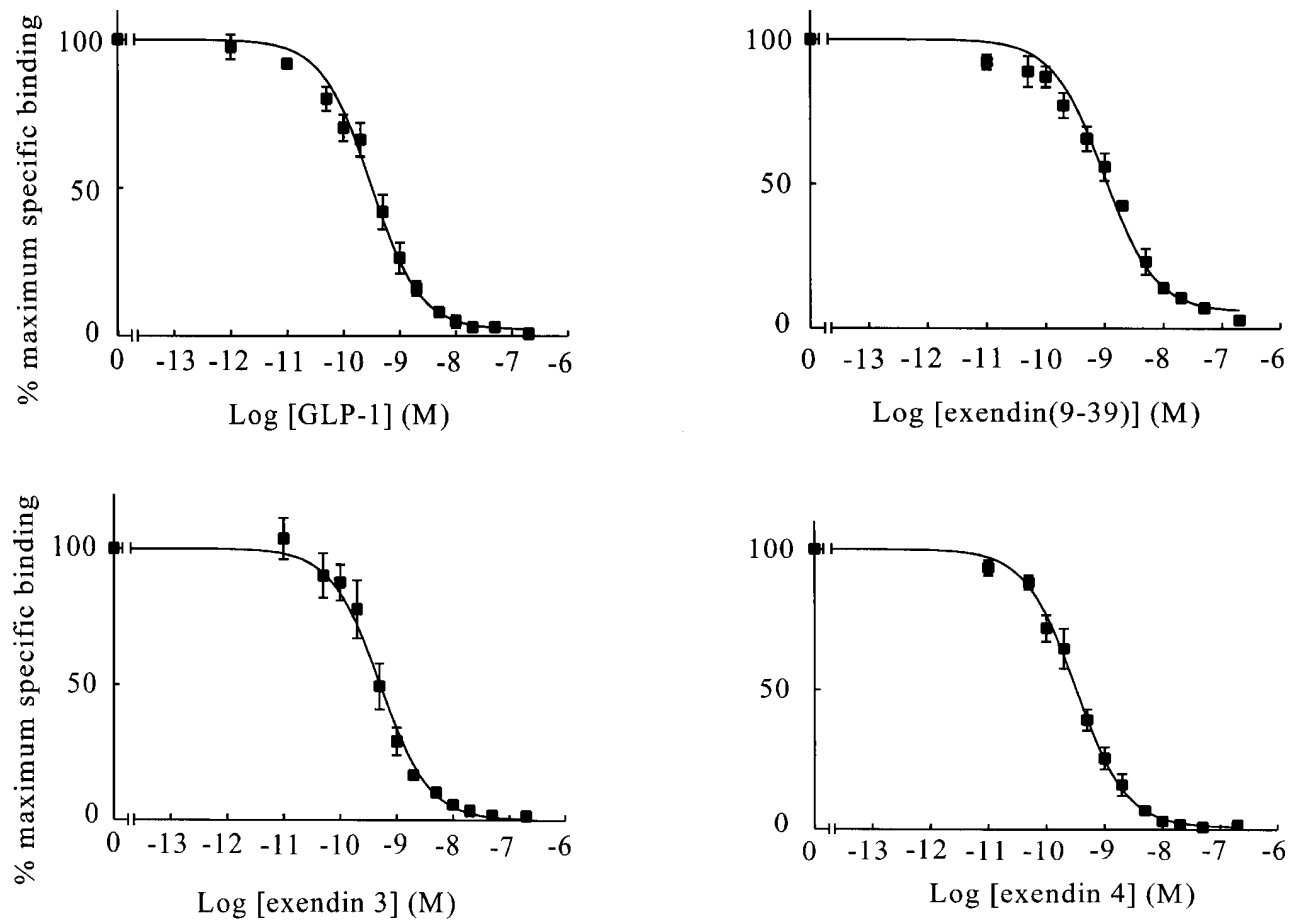 % maximum specific binding
100
50
0
0 -13 -12 -11 -10 -9 -8 -7 -6
Log [GLP-1] (M)
100
50
0
0 -13 -12 -11 -10 -9 -8 -7 -6
Log [exendin(9-39)] (M)
% maximum specific binding
100
50
0
0 -13 -12 -11 -10 -9 -8 -7 -6
Log [exendin 3] (M)
100
50
0
0 -13 -12 -11 -10 -9 -8 -7 -6
Log [exendin 4] (M)